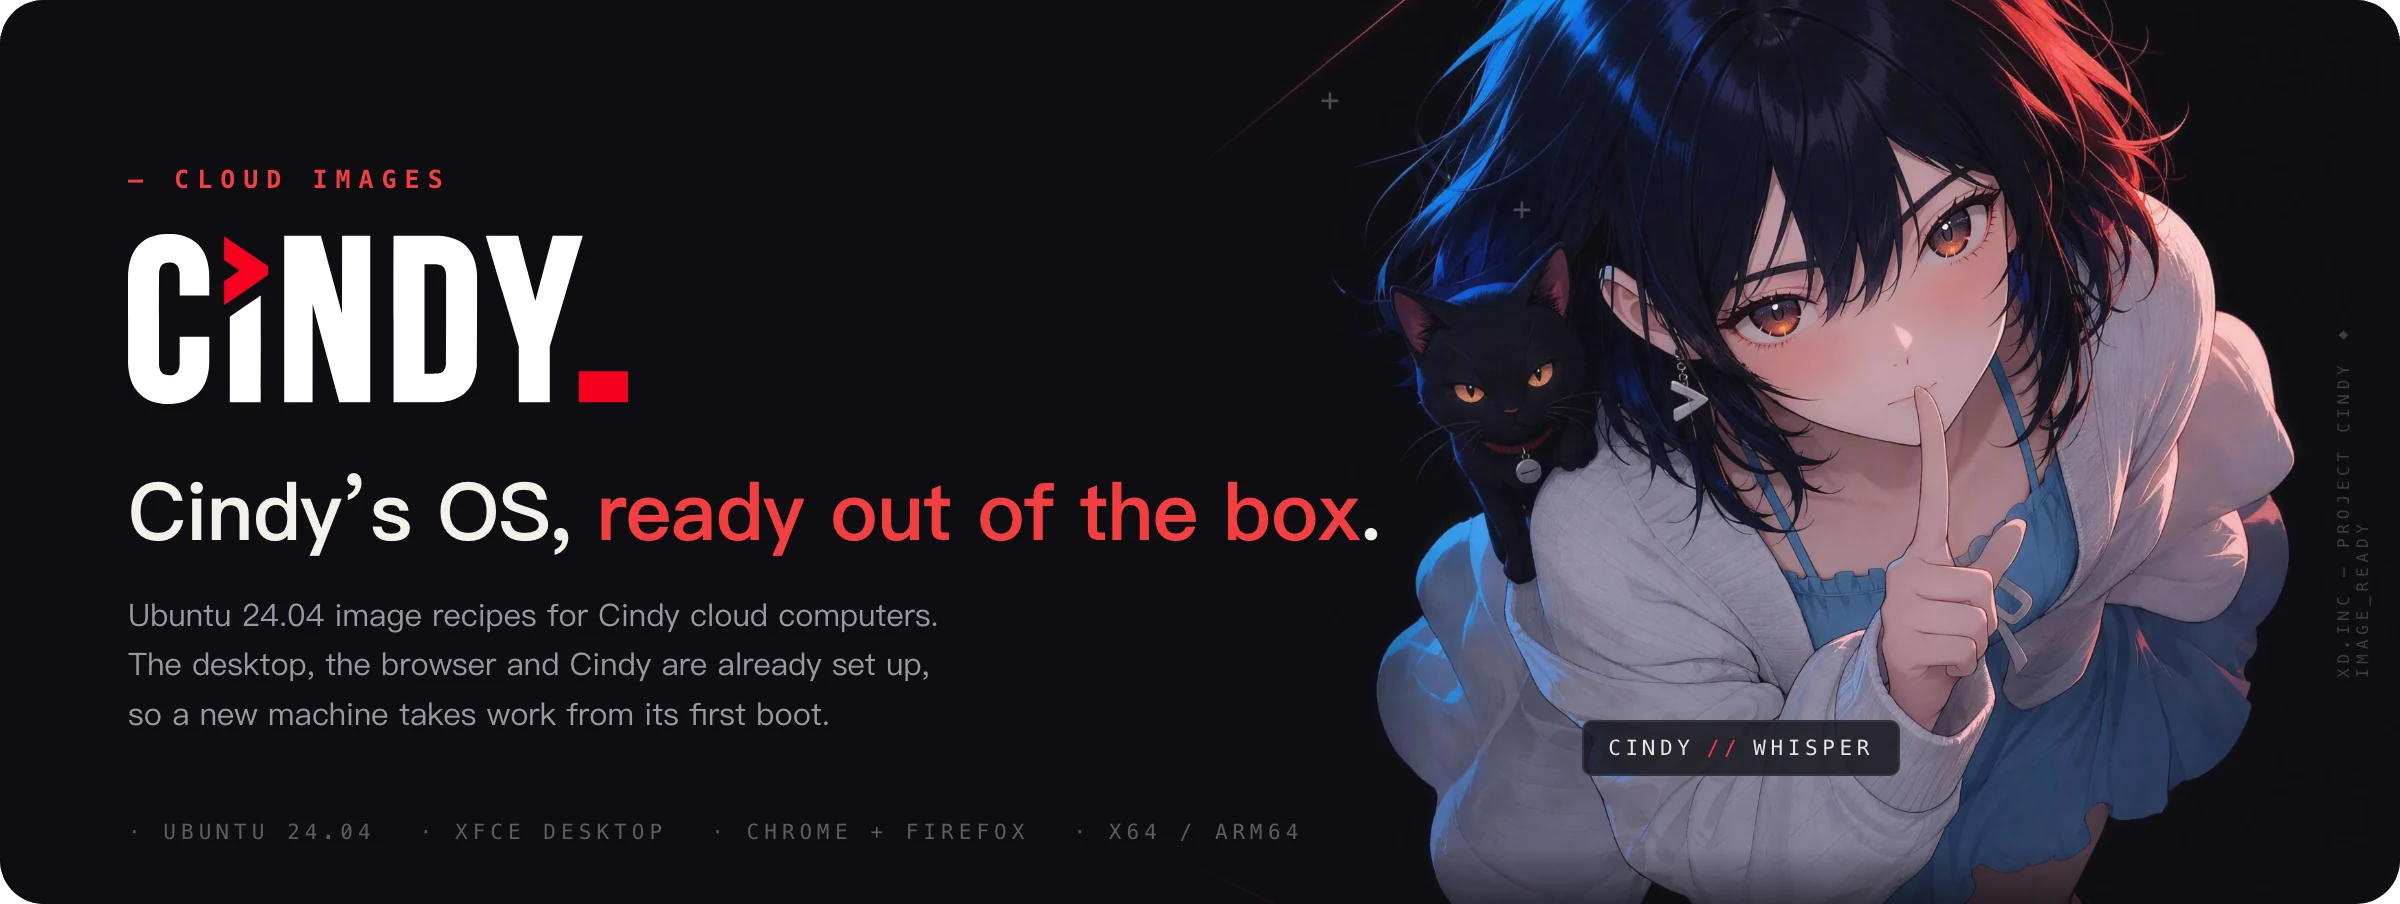 — CLOUD IMAGES
CiNDY_
Cindy’s OS, ready out of the box.
Ubuntu 24.04 image recipes for Cindy cloud computers.
The desktop, the browser and Cindy are already set up,
so a new machine takes work from its first boot.
· UBUNTU 24.04 · XFCE DESKTOP · CHROME + FIREFOX · X64 / ARM64
CINDY // WHISPER
XD.INC — PROJECT CINDY ◆
IMAGE_READY